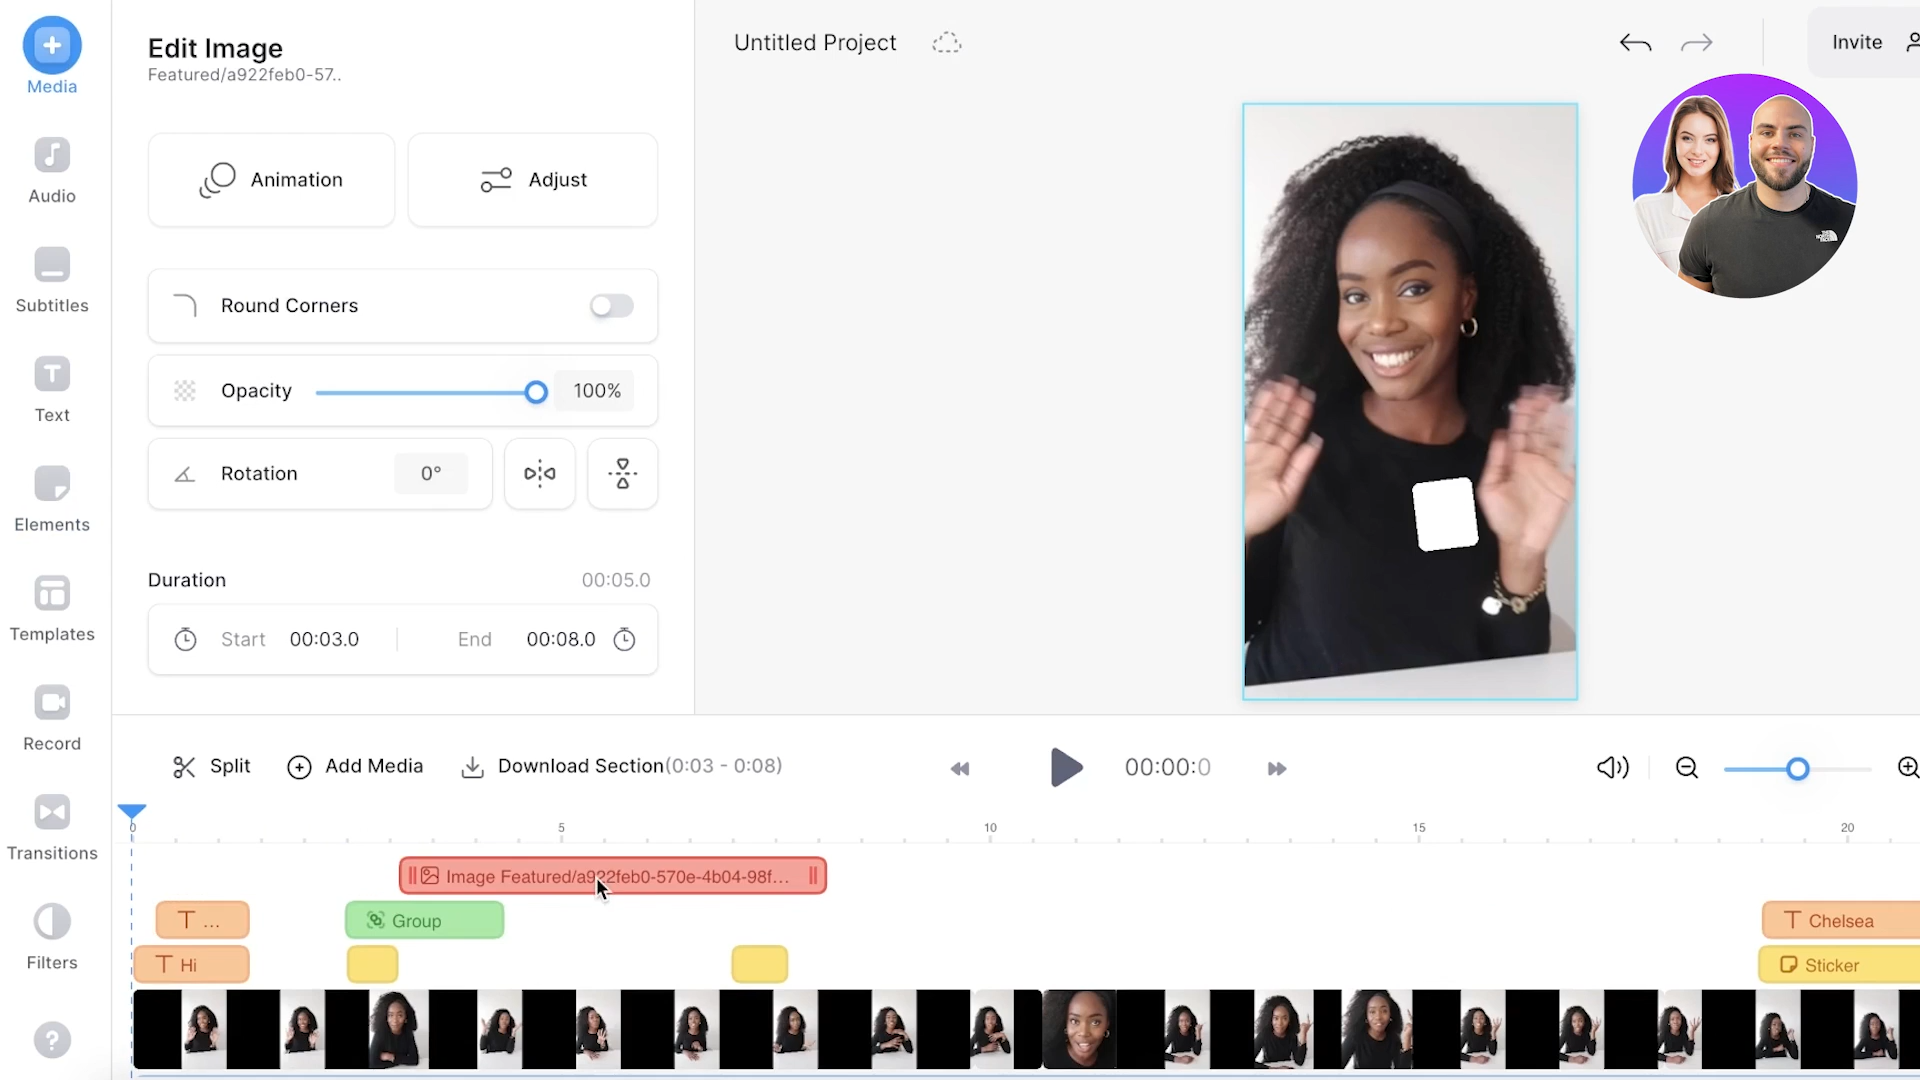 Media
Audio
Subtitles
Text
Elements
Templates
Record
Transitions
Filters
?
Edit Image
Featured/a922feb0-57..
Animation
Adjust
Round Corners
Opacity
100%
Rotation
0°
Duration
00:05.0
Start
00:03.0
End
00:08.0
Untitled Project
Invite
THE NORTH FACE
Split
Add Media
Download Section(0:03 - 0:08)
00:00:0
0
5
10
15
20
Image Featured/a922feb0-570e-4b04-98f...
T ...
Group
T Chelsea
T Hi
Sticker